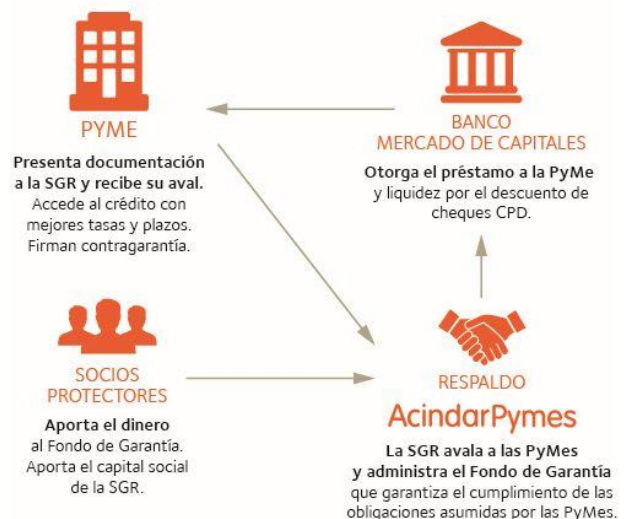 PYME
Presenta documentación
a la SGR y recibe su aval.
Accede al crédito con
mejores tasas y plazos.
Firman contragarantía.
BANCO
MERCADO DE CAPITALES
Otorga el préstamo a la PyMe
y liquidez por el descuento de
cheques CPD.
SOCIOS
PROTECTORES
Aporta el dinero
al Fondo de Garantía.
Aporta el capital social
de la SGR.
RESPALDO
AcindarPymes
La SGR avala a las PyMes
y administra el Fondo de Garantía
que garantiza el cumplimiento de las
obligaciones asumidas por las PyMes.